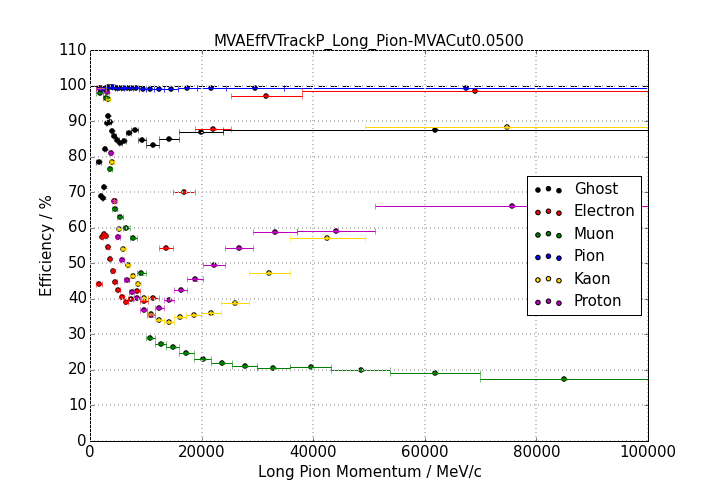 MVAEffVTrackP_Long_Pion-MVACut0.0500
110
100
90
80
70
60
50
40
30
20
10
0
Efficiency / %
Ghost
Electron
Muon
Pion
Kaon
Proton
0 20000 40000 60000 80000 100000
Long Pion Momentum / MeV/c